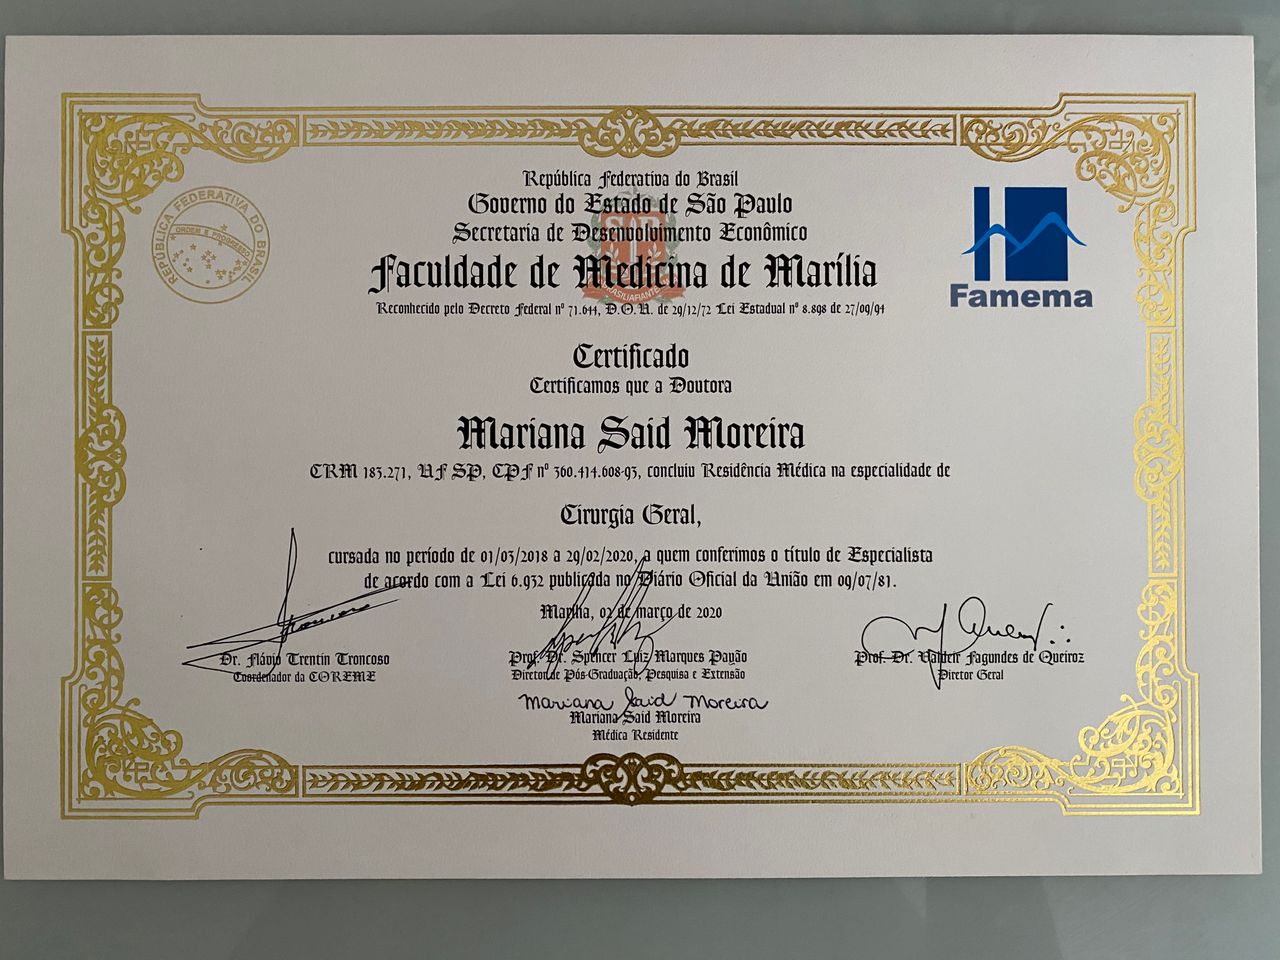 República Federativa do Brasil
Governo do Estado de São Paulo
Secretaria de Desenvolvimento Econômico
Faculdade de Medicina de Marília
Reconhecido pelo Decreto Federal nº 71.644, D.O.U. de 29/12/72 Lei Estadual nº 8.898 de 27/09/94
REPÚBLICA FEDERATIVA DO BRASIL
ORDEM E PROGRESSO
Famema
Certificado
Certificamos que a Doutora
Mariana Said Moreira
CRM 183.271, UF SP, CPF nº 360.414.608-93, concluiu Residência Médica na especialidade de
Cirurgia Geral,
cursada no período de 01/03/2018 a 29/02/2020, a quem conferimos o título de Especialista
de acordo com a Lei 6.932 publicada no Diário Oficial da União em 09/07/81.
Marília, 02 de março de 2020
Dr. Flávio Trentin Troncoso
Coordenador da COREME
Prof. Dr. Spencer Luiz Marques Payão
Diretor de Pós-Graduação, Pesquisa e Extensão
Prof. Dr. Valdeir Fagundes de Queiroz
Diretor Geral
Mariana Said Moreira
Mariana Said Moreira
Médica Residente